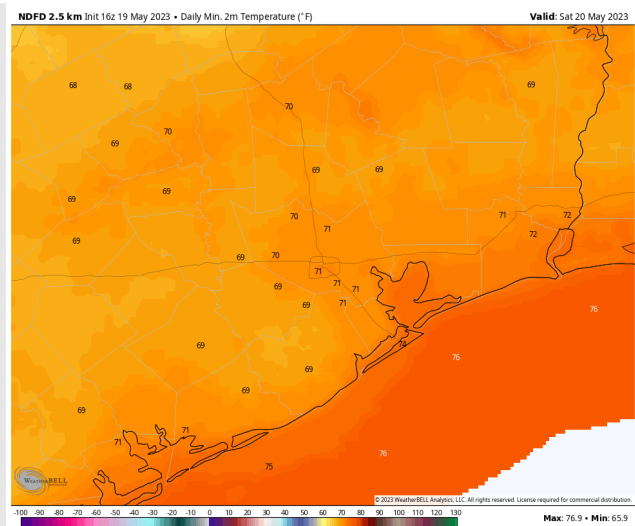 NDFD 2.5 km Init 16z 19 May 2023 • Daily Min. 2m Temperature (°F) Valid: Sat 20 May 2023
68 68 69
70
70
69
69 69
69
69
70 71 72
71 72
69
69 70
71
69 71 71
69 71
76
69 74
76
69
69
69
71 71
76
75
WEATHERBELL
© 2023 WeatherBELL Analytics, LLC. All rights reserved. License required for commercial distribution.
-100 -90 -80 -70 -60 -50 -40 -30 -20 -10 0 10 20 30 40 50 60 70 80 90 100 110 120 130
Max: 76.9 • Min: 65.9